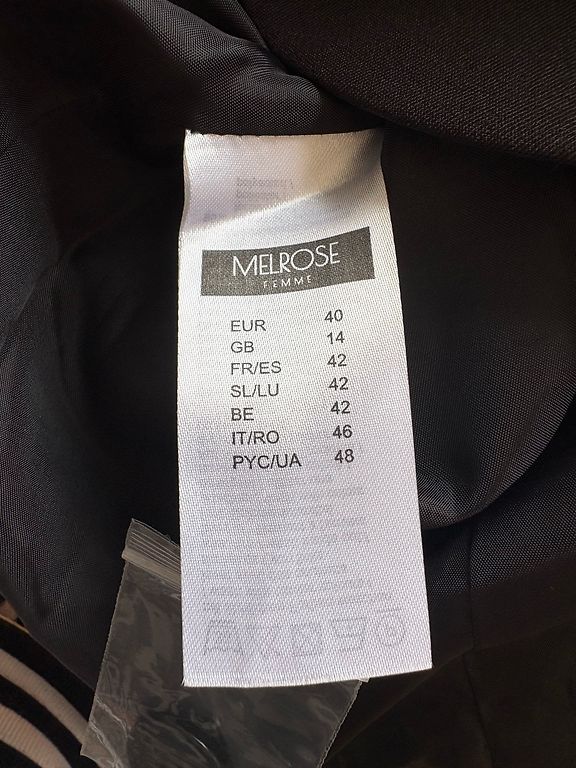 MELROSE
FEMME
EUR 40
GB 14
FR/ES 42
SL/LU 42
BE 42
IT/RO 46
PYC/UA 48